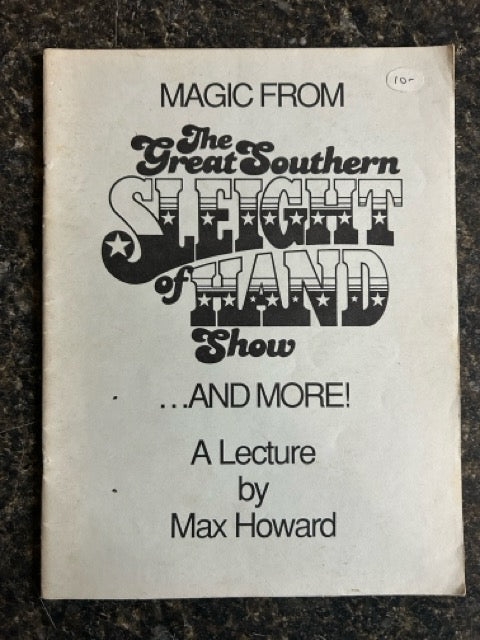 10-
MAGIC FROM
The
Great Southern
SLEIGHT
of HAND
Show
...AND MORE!
A Lecture
by
Max Howard